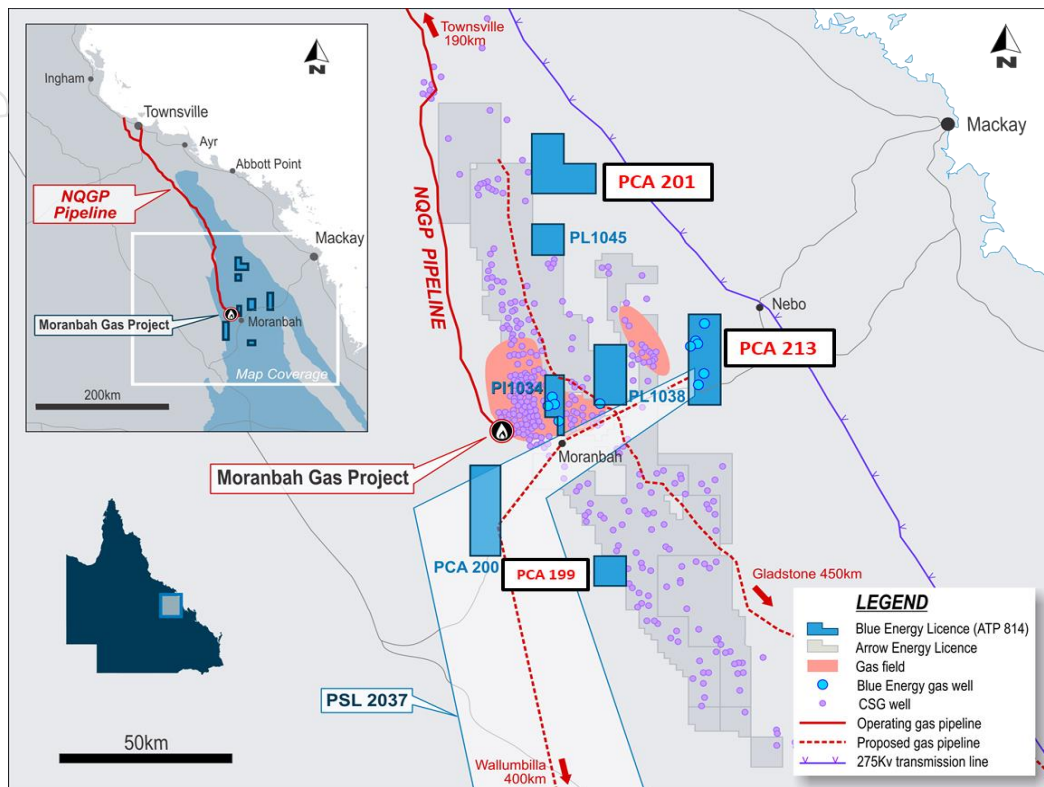 N
Ingham
Townsville
Ayr
Abbott Point
NQGP
Pipeline
Mackay
Moranbah Gas Project
Moranbah
Map Coverage
200km
Townsville
190km
N
Mackay
PCA 201
NQGP PIPELINE
PL1045
Nebo
PCA 213
Pl1034
PL1038
Moranbah Gas Project
Moranbah
PCA 200
PCA 199
Gladstone 450km
PSL 2037
50km
Wallumbilla
400km
LEGEND
Blue Energy Licence (ATP 814)
Arrow Energy Licence
Gas field
Blue Energy gas well
CSG well
Operating gas pipeline
Proposed gas pipeline
275Kv transmission line